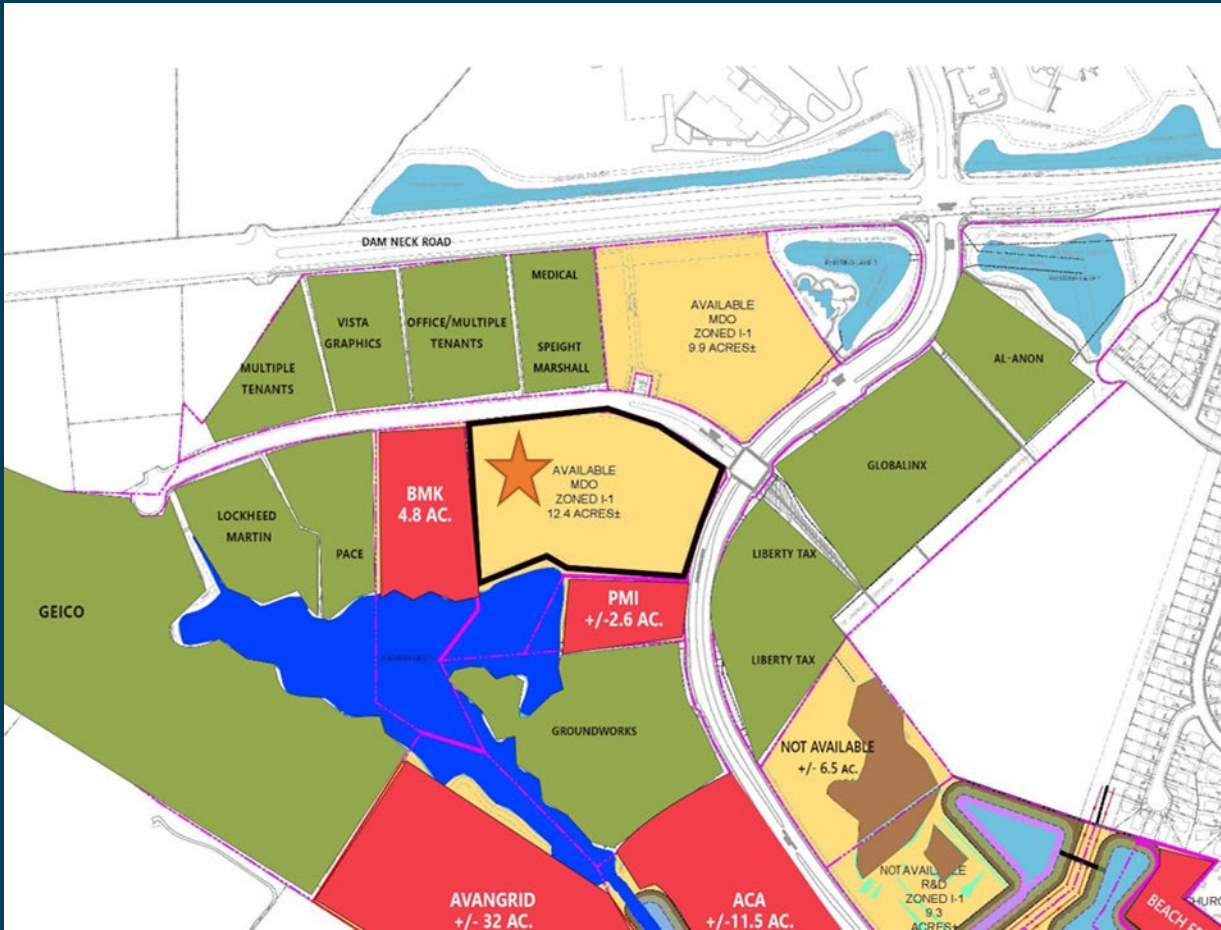 DAM NECK ROAD
MEDICAL
SPEIGHT
MARSHALL
OFFICE/MULTIPLE
TENANTS
VISTA
GRAPHICS
MULTIPLE
TENANTS
AVAILABLE
MDO
ZONED I-1
9.9 ACRES±
AL-ANON
GLOBALINX
AVAILABLE
MDO
ZONED I-1
12.4 ACRES±
BMK
4.8 AC.
LOCKHEED
MARTIN
PACE
GEICO
PMI
+/-2.6 AC.
LIBERTY TAX
LIBERTY TAX
GROUNDWORKS
NOT AVAILABLE
+/- 6.5 AC.
NOT AVAILABLE
R&D
ZONED I-1
9.3
ACRES±
AVANGRID
+/- 32 AC.
ACA
+/-11.5 AC.
BEACH